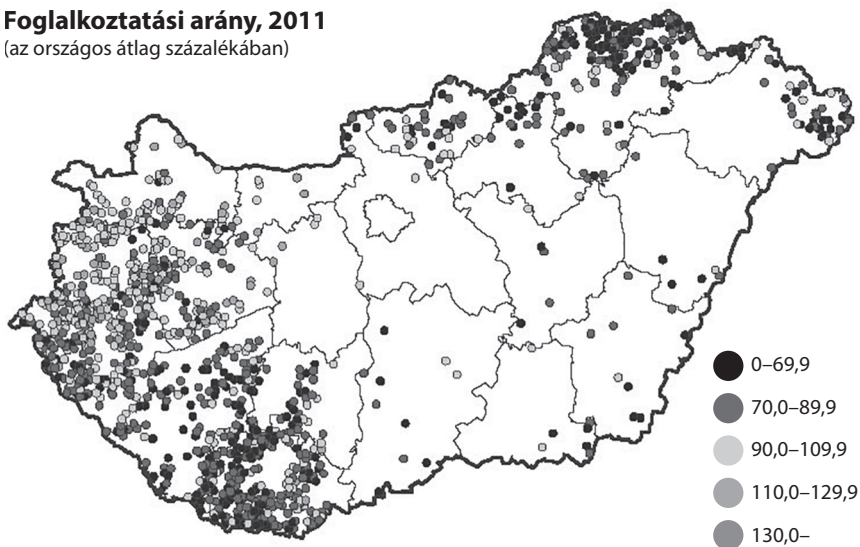 Foglalkoztatási arány, 2011
(az országos átlag százalékában)
0–69,9
70,0–89,9
90,0–109,9
110,0–129,9
130,0–